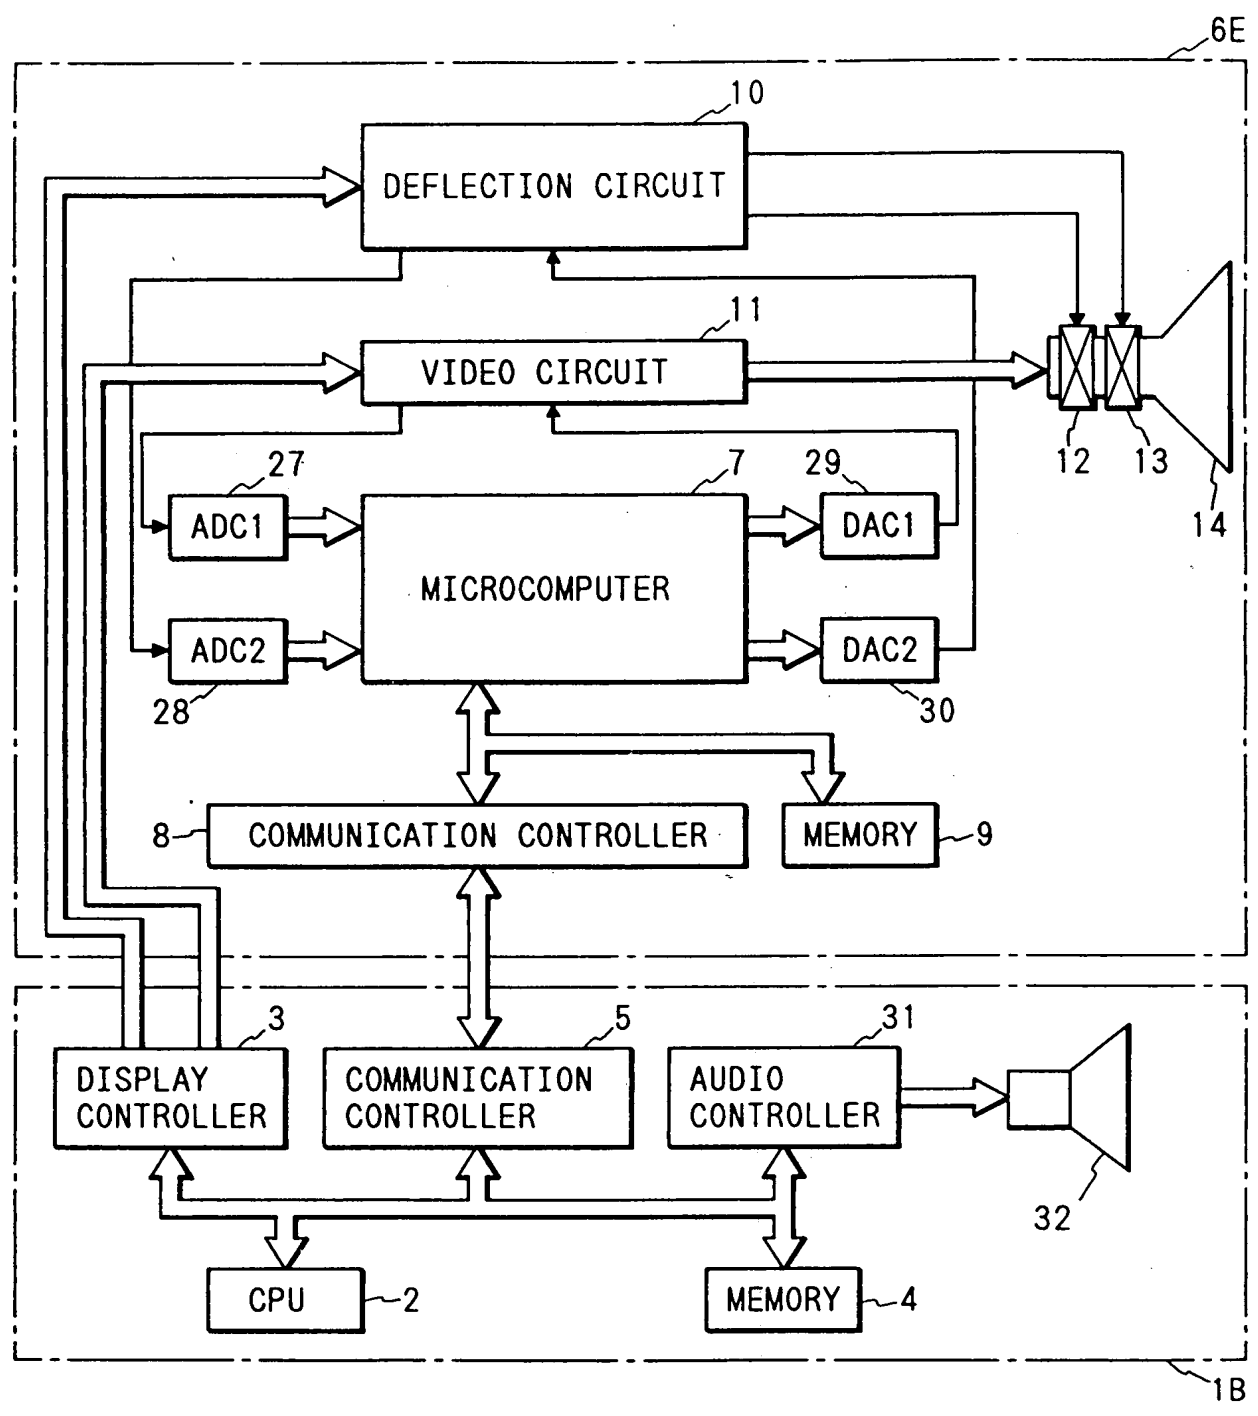 6E
10
DEFLECTION CIRCUIT
11
VIDEO CIRCUIT
12
13
14
27
7
29
ADC1
DAC1
MICROCOMPUTER
ADC2
DAC2
28
30
8
COMMUNICATION CONTROLLER
MEMORY
9
3
5
31
DISPLAY
CONTROLLER
COMMUNICATION
CONTROLLER
AUDIO
CONTROLLER
32
CPU
2
MEMORY
4
1B